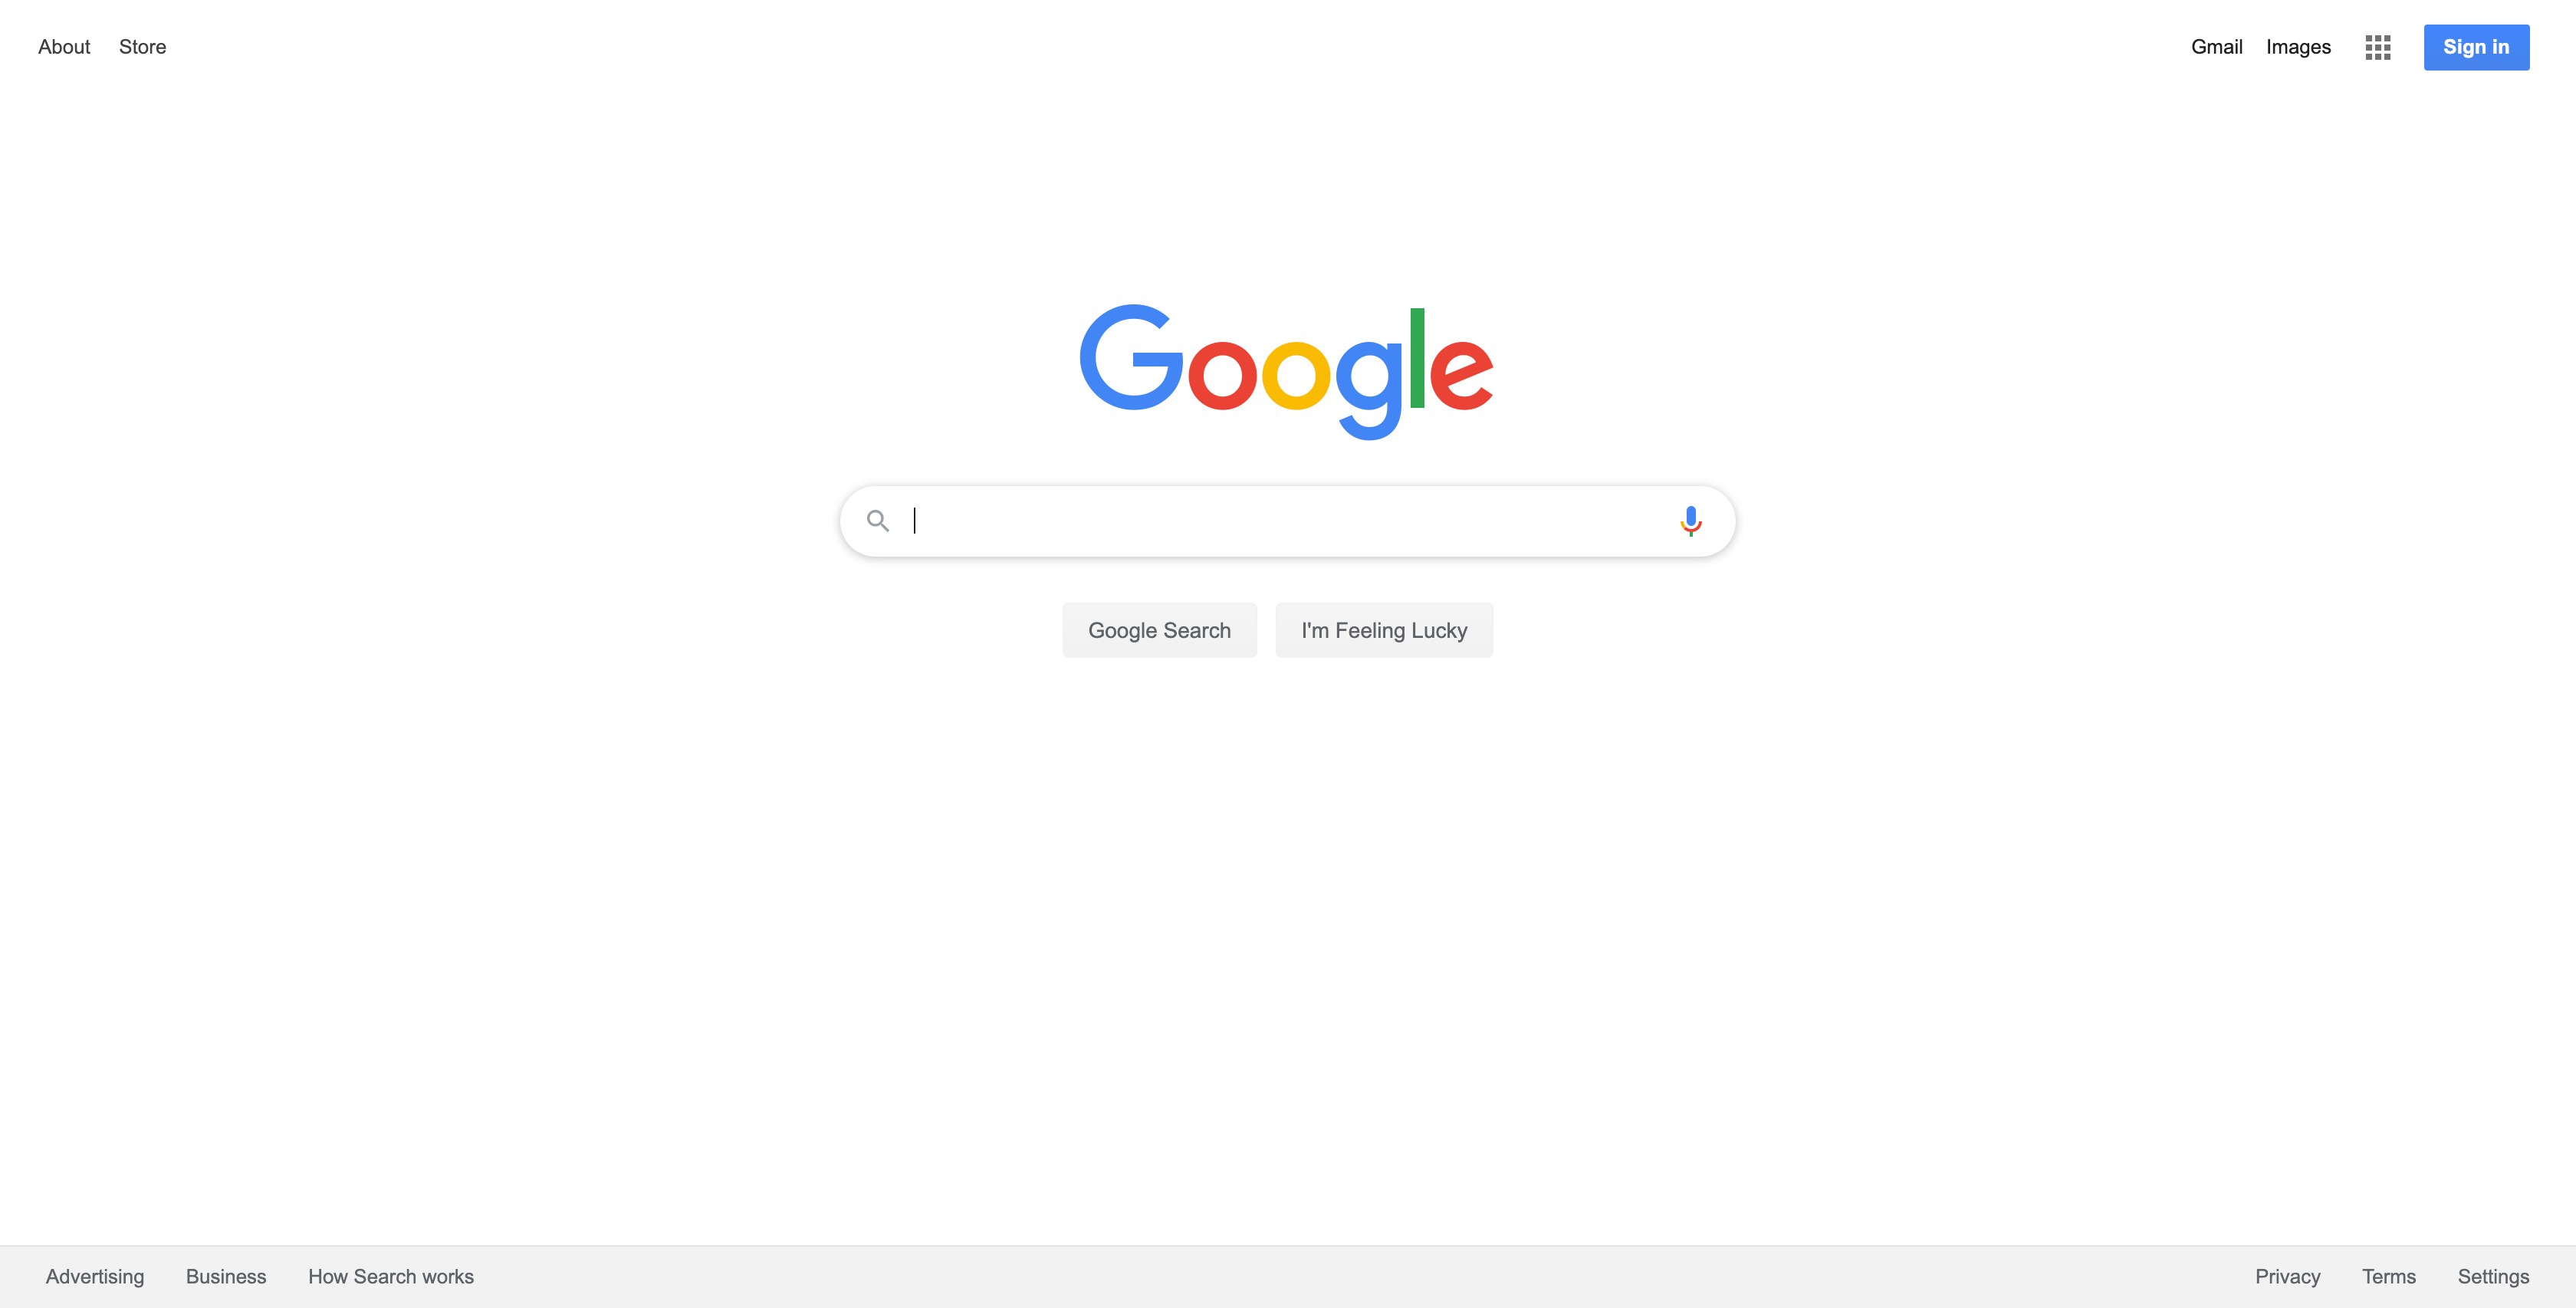 About Store Gmail Images Sign in
Google
Google Search I'm Feeling Lucky
Advertising Business How Search works Privacy Terms Settings